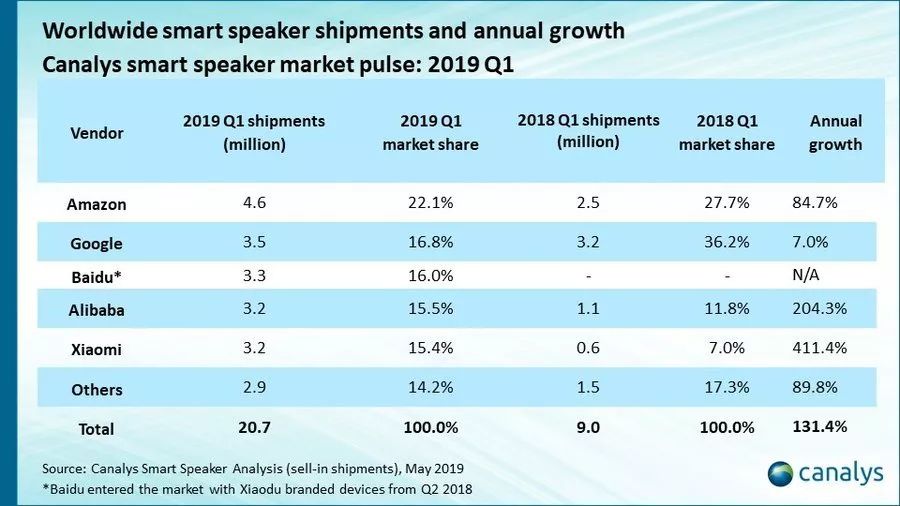 Worldwide smart speaker shipments and annual growth
Canalys smart speaker market pulse: 2019 Q1
Vendor 2019 Q1 shipments (million) 2019 Q1 market share 2018 Q1 shipments (million) 2018 Q1 market share Annual growth
Amazon 4.6 22.1% 2.5 27.7% 84.7%
Google 3.5 16.8% 3.2 36.2% 7.0%
Baidu* 3.3 16.0% - - N/A
Alibaba 3.2 15.5% 1.1 11.8% 204.3%
Xiaomi 3.2 15.4% 0.6 7.0% 411.4%
Others 2.9 14.2% 1.5 17.3% 89.8%
Total 20.7 100.0% 9.0 100.0% 131.4%
Source: Canalys Smart Speaker Analysis (sell-in shipments), May 2019
*Baidu entered the market with Xiaodu branded devices from Q2 2018
canalys